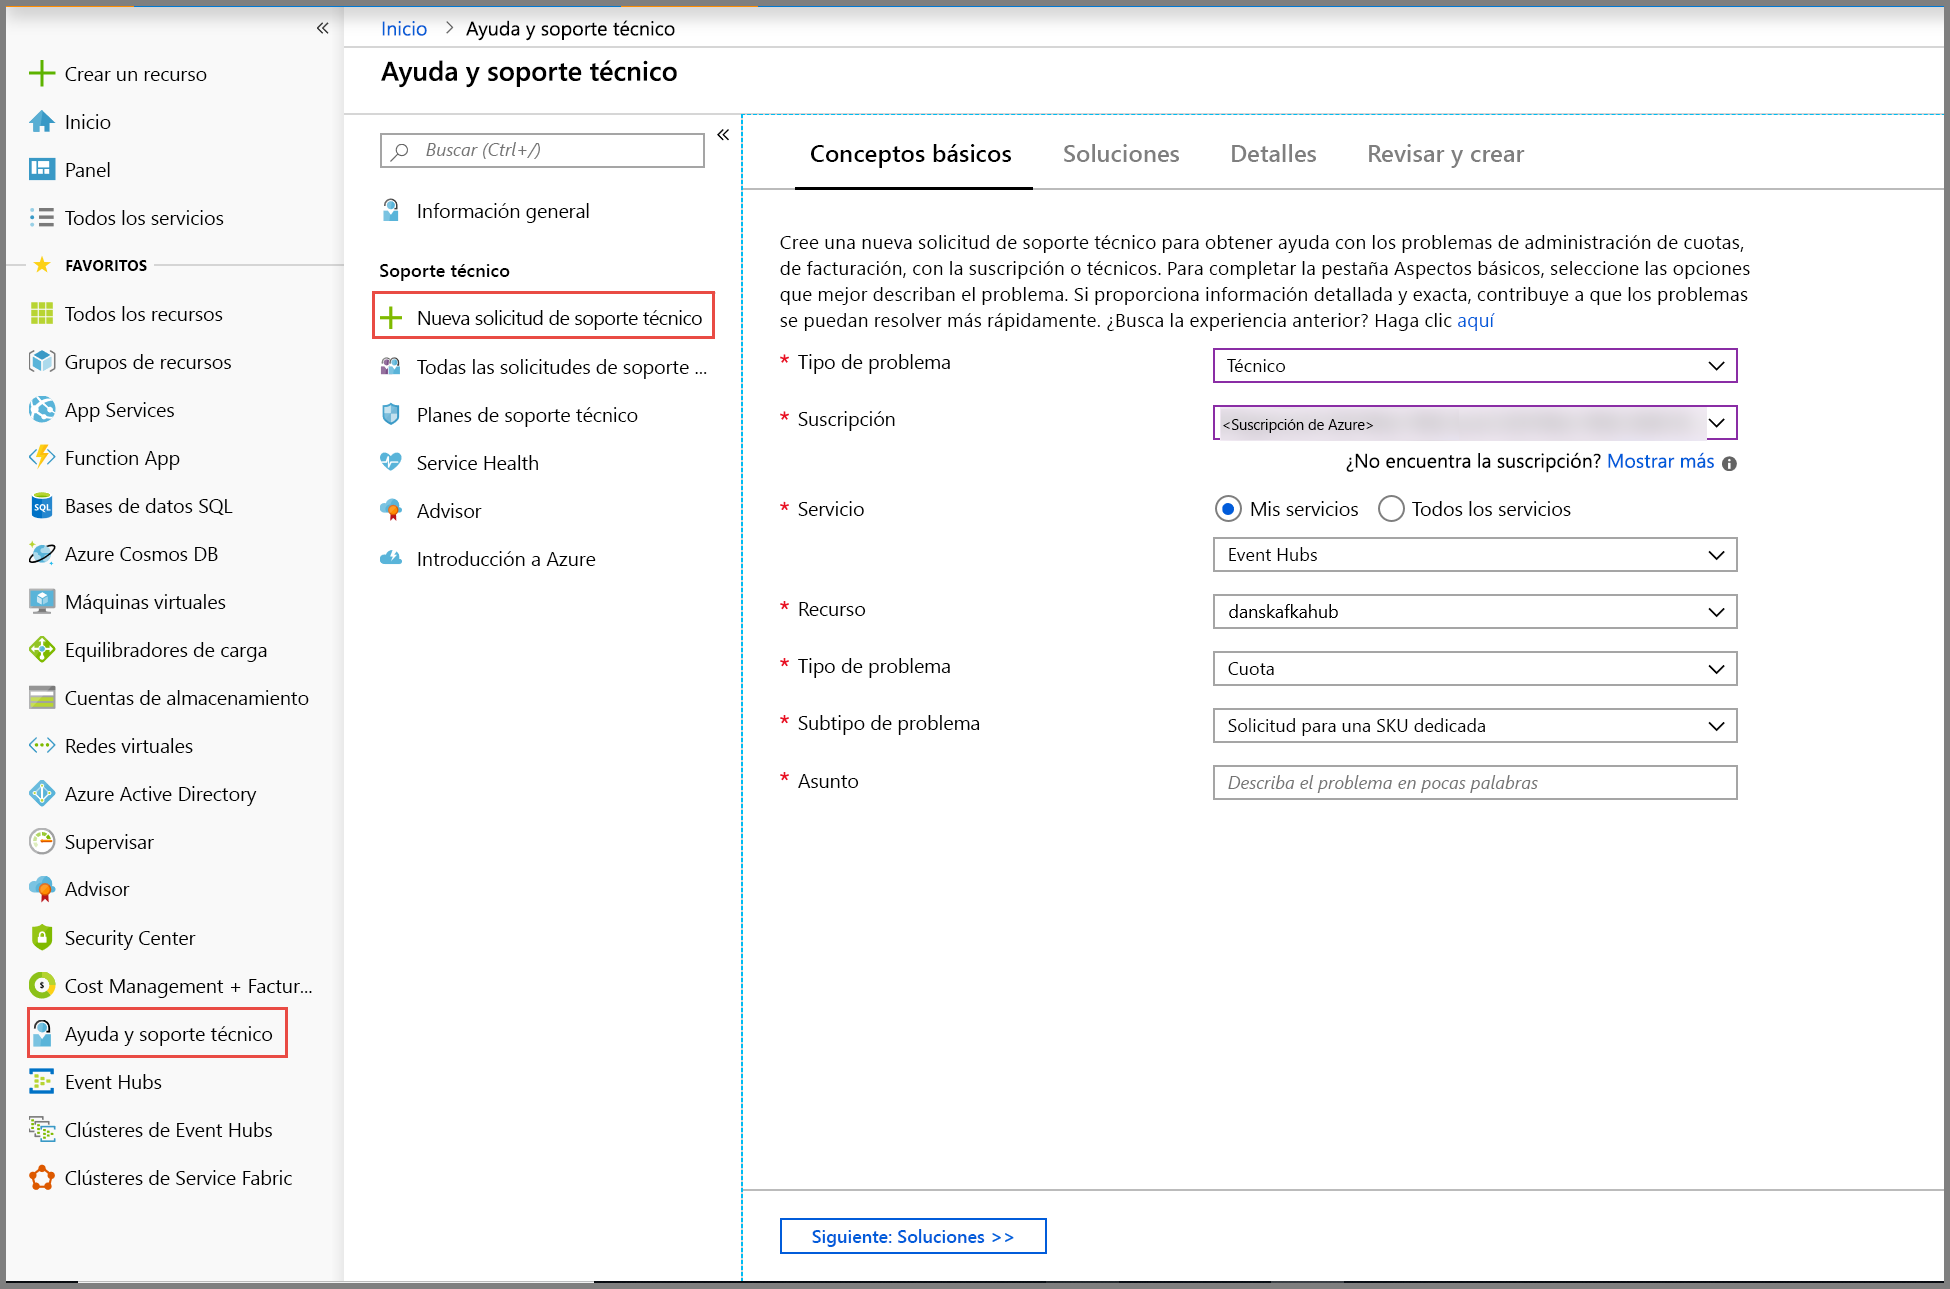 Inicio > Ayuda y soporte técnico
Ayuda y soporte técnico
«
Crear un recurso
Inicio
Panel
Todos los servicios
FAVORITOS
Todos los recursos
Grupos de recursos
App Services
Function App
SQL Bases de datos SQL
Azure Cosmos DB
Máquinas virtuales
Equilibradores de carga
Cuentas de almacenamiento
Redes virtuales
Azure Active Directory
Supervisar
Advisor
Security Center
Cost Management + Factur...
Ayuda y soporte técnico
Event Hubs
Clústeres de Event Hubs
Clústeres de Service Fabric
Buscar (Ctrl+/)
«
Información general
Soporte técnico
Nueva solicitud de soporte técnico
Todas las solicitudes de soporte ...
Planes de soporte técnico
Service Health
Advisor
Introducción a Azure
Conceptos básicos Soluciones Detalles Revisar y crear
Cree una nueva solicitud de soporte técnico para obtener ayuda con los problemas de administración de cuotas,
de facturación, con la suscripción o técnicos. Para completar la pestaña Aspectos básicos, seleccione las opciones
que mejor describan el problema. Si proporciona información detallada y exacta, contribuye a que los problemas
se puedan resolver más rápidamente. ¿Busca la experiencia anterior? Haga clic aquí
* Tipo de problema Técnico
* Suscripción <Suscripción de Azure>
¿No encuentra la suscripción? Mostrar más
* Servicio Mis servicios Todos los servicios
Event Hubs
* Recurso danskafkahub
* Tipo de problema Cuota
* Subtipo de problema Solicitud para una SKU dedicada
* Asunto Describa el problema en pocas palabras
Siguiente: Soluciones >>